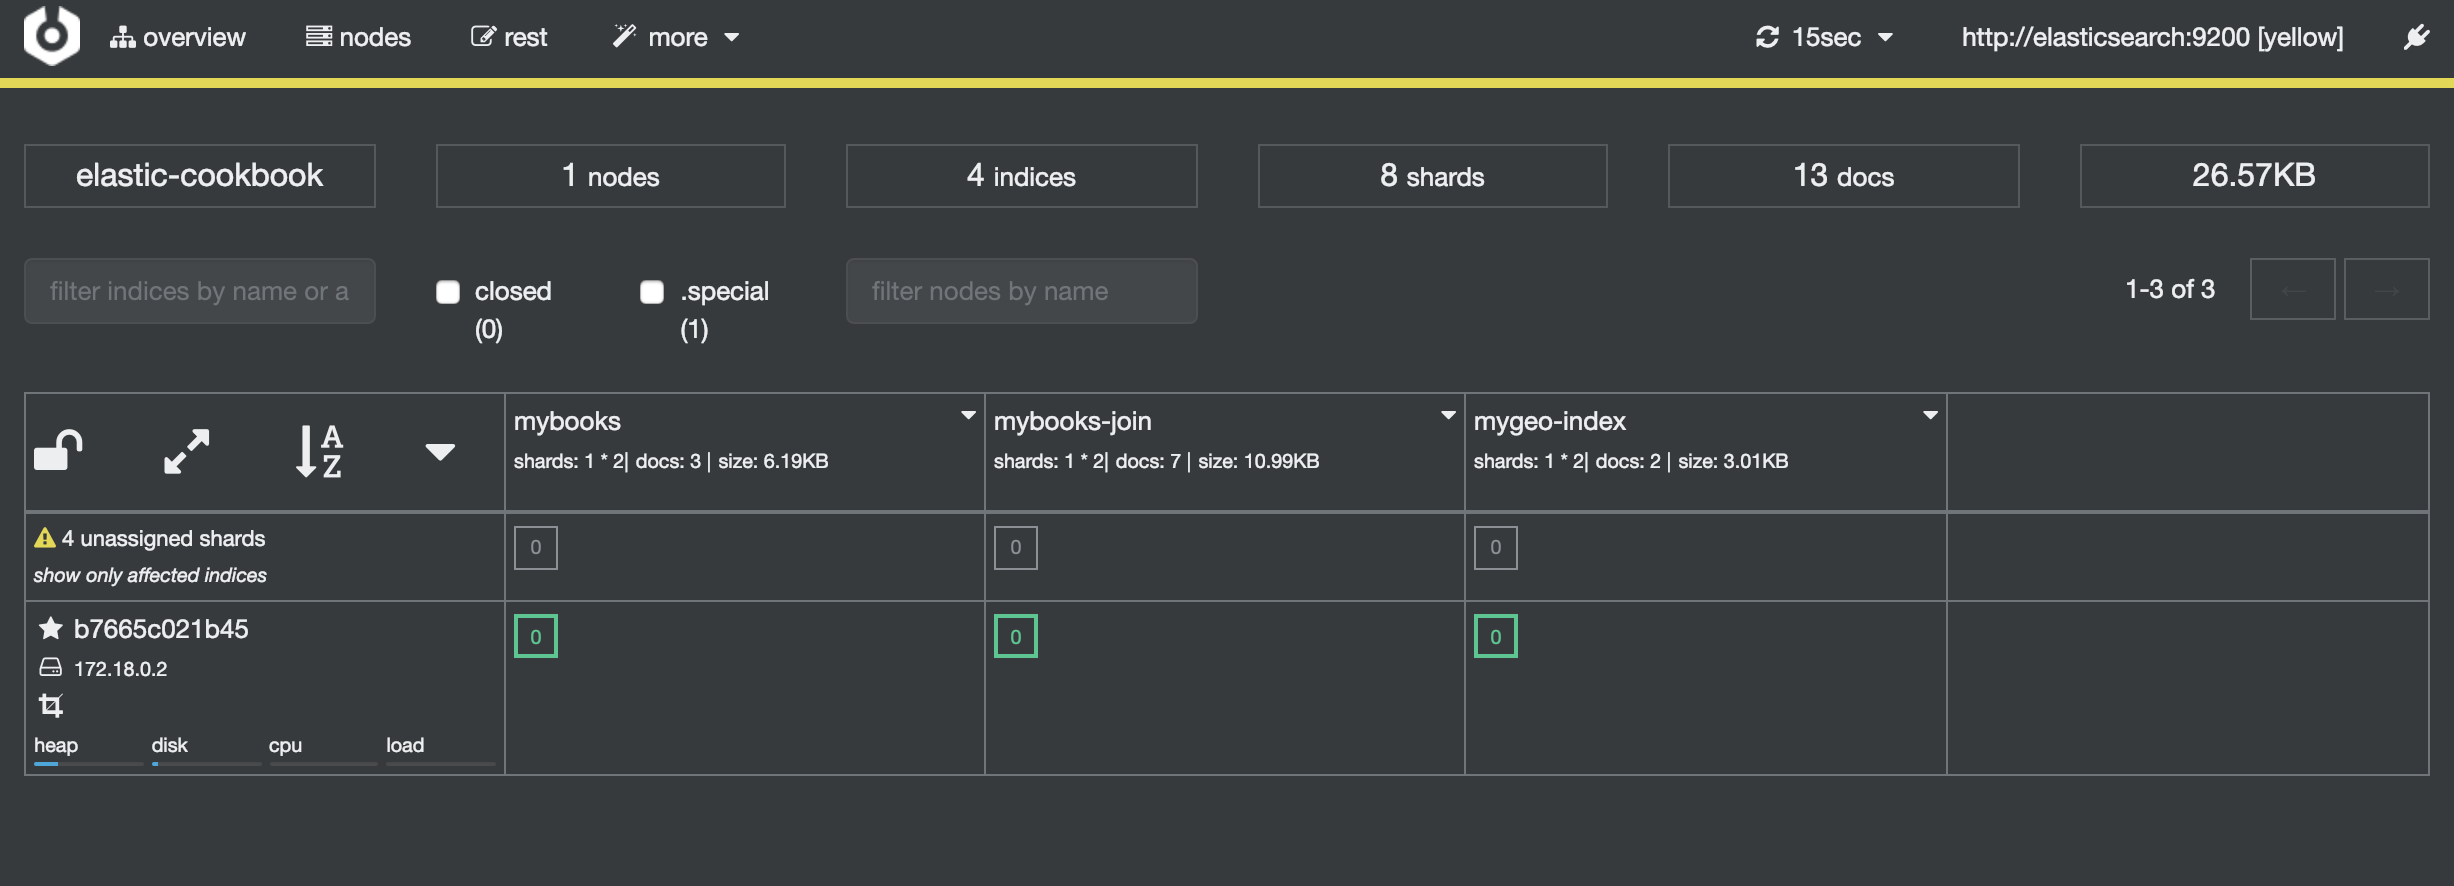 overview nodes rest more 15sec http://elasticsearch:9200 [yellow]
elastic-cookbook 1 nodes 4 indices 8 shards 13 docs 26.57KB
filter indices by name or a closed (0) .special (1) filter nodes by name 1-3 of 3 ← →
A
Z
mybooks
shards: 1 * 2| docs: 3 | size: 6.19KB
mybooks-join
shards: 1 * 2| docs: 7 | size: 10.99KB
mygeo-index
shards: 1 * 2| docs: 2 | size: 3.01KB
4 unassigned shards
show only affected indices
0 0 0
b7665c021b45
172.18.0.2
heap disk cpu load
0 0 0